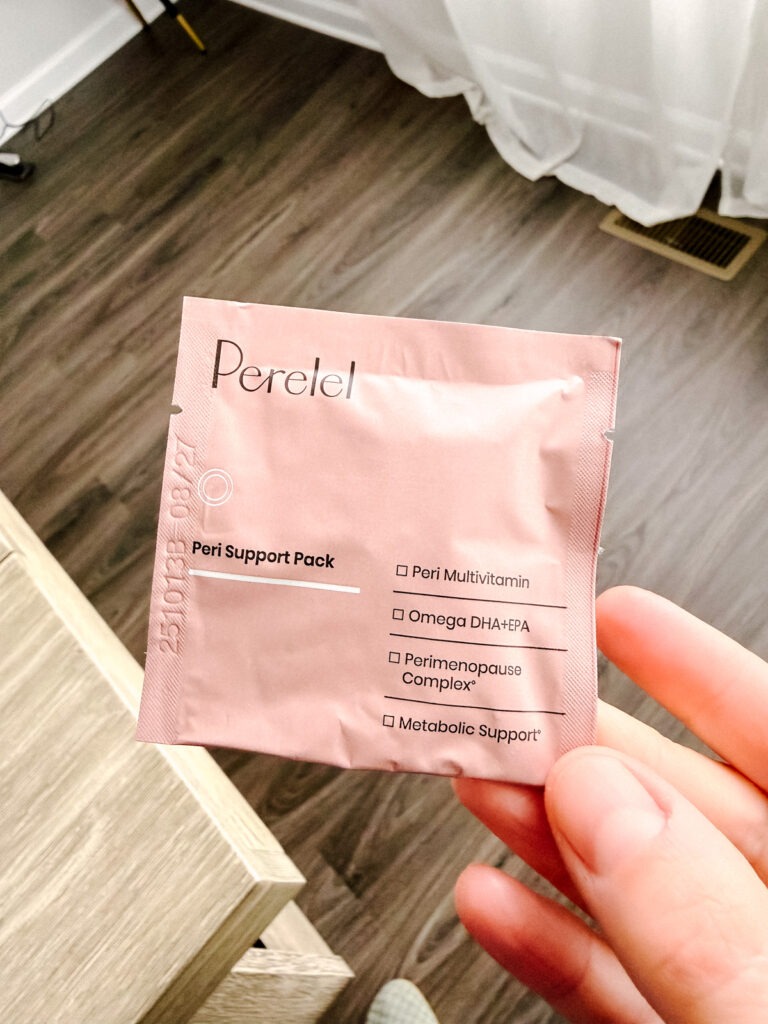 Perelel
251013B 08/27
Peri Support Pack
☐ Peri Multivitamin
☐ Omega DHA+EPA
☐ Perimenopause
Complex°
☐ Metabolic Support°